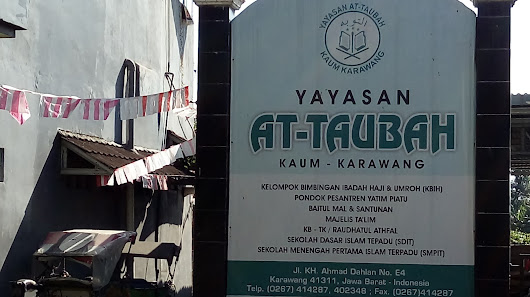 YAYASAN AT-TAUBAH
التوبة
KAUM KARAWANG
YAYASAN
AT-TAUBAH
KAUM - KARAWANG
KELOMPOK BIMBINGAN IBADAH HAJI & UMROH (KBIH)
PONDOK PESANTREN YATIM PIATU
BAITUL MAL & SANTUNAN
MAJELIS TA'LIM
KB - TK / RAUDHATUL ATHFAL
SEKOLAH DASAR ISLAM TEPADU (SDIT)
SEKOLAH MENENGAH PERTAMA ISLAM TEPADU (SMPIT)
Jl. KH. Ahmad Dahlan No. E4
Karawang 41311, Jawa Barat - Indonesia
Telp. (0267) 414287, 402348 ; Fax. (0267)414287